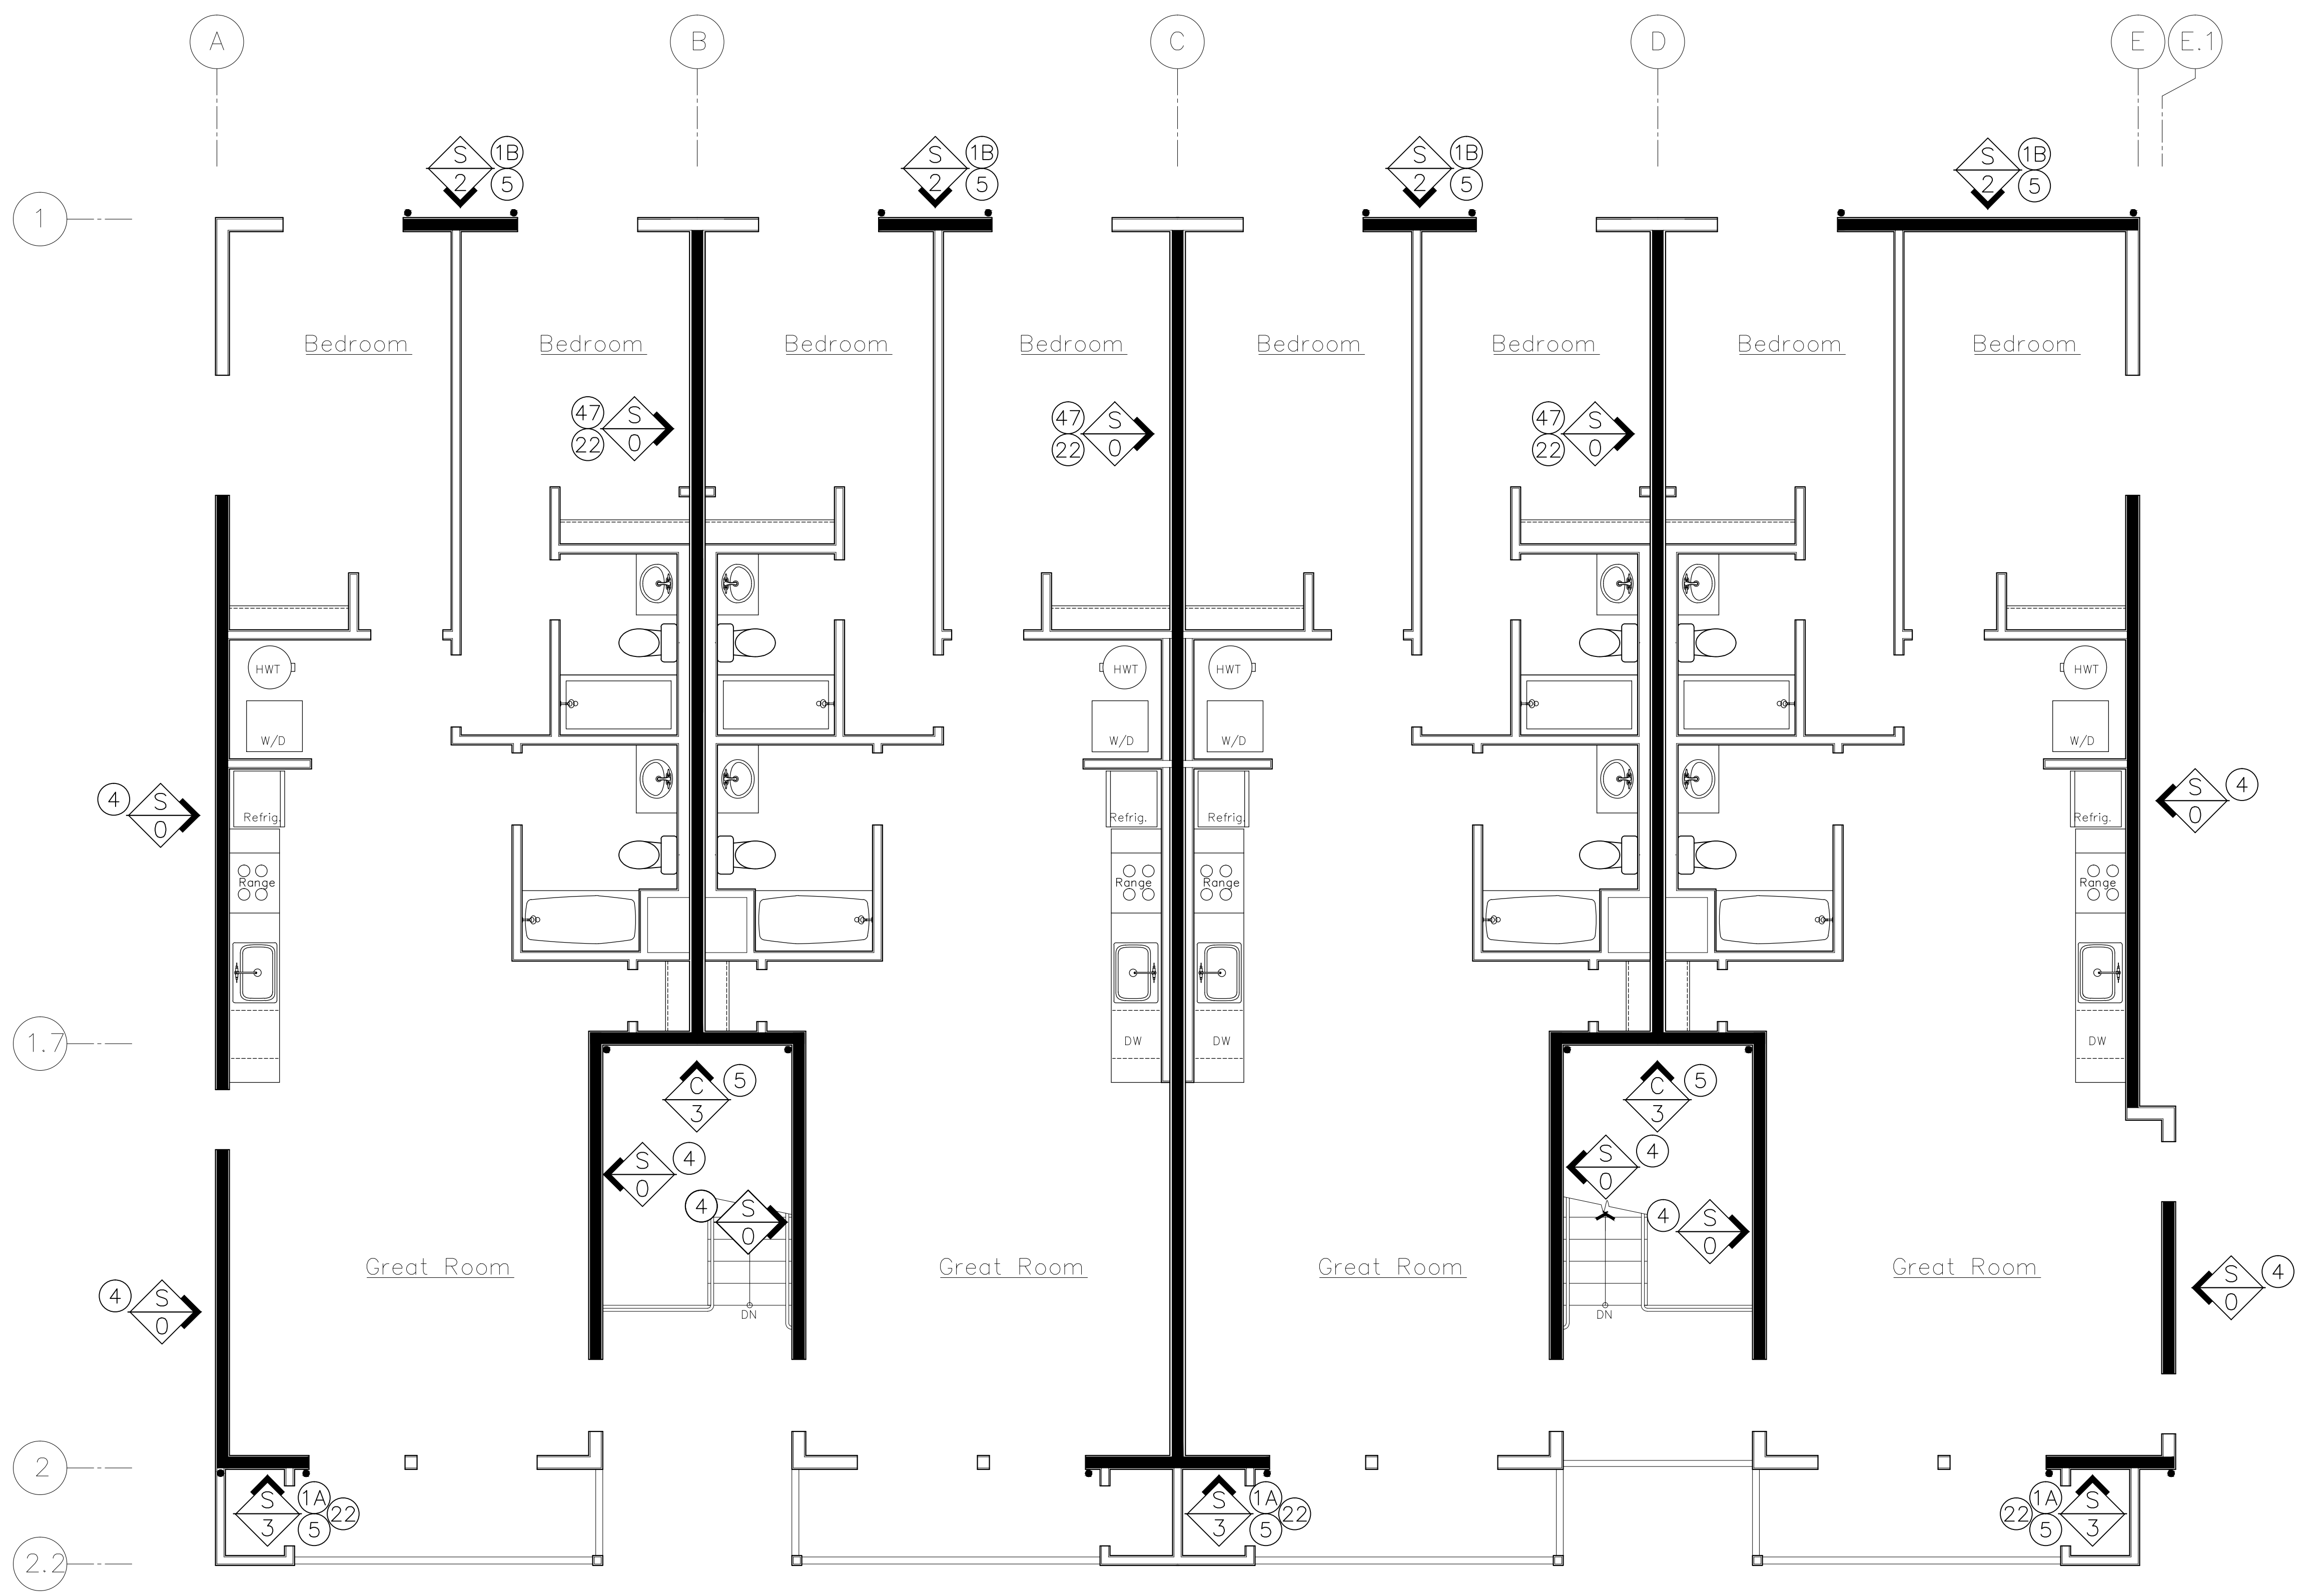 A B C D E E.1
S 1B S 1B S 1B S 1B
2 5 2 5 2 5 2 5
1
Bedroom Bedroom Bedroom Bedroom Bedroom Bedroom Bedroom Bedroom
47 S 47 S 47 S
22 0 22 0 22 0
HWT HWT HWT HWT
W/D W/D W/D W/D
4 S S 4
0 0
Refrig. Refrig. Refrig. Refrig.
Range Range Range Range
1.7
DW DW DW
C 5 C 5
3 3
S 4 S 4
0 0
4 S 4 S
0 0
Great Room Great Room Great Room Great Room
4 S S 4
0 0
DN DN
2
S 1A 22 S 1A 22 22 1A S
3 5 3 5 5 3
2.2